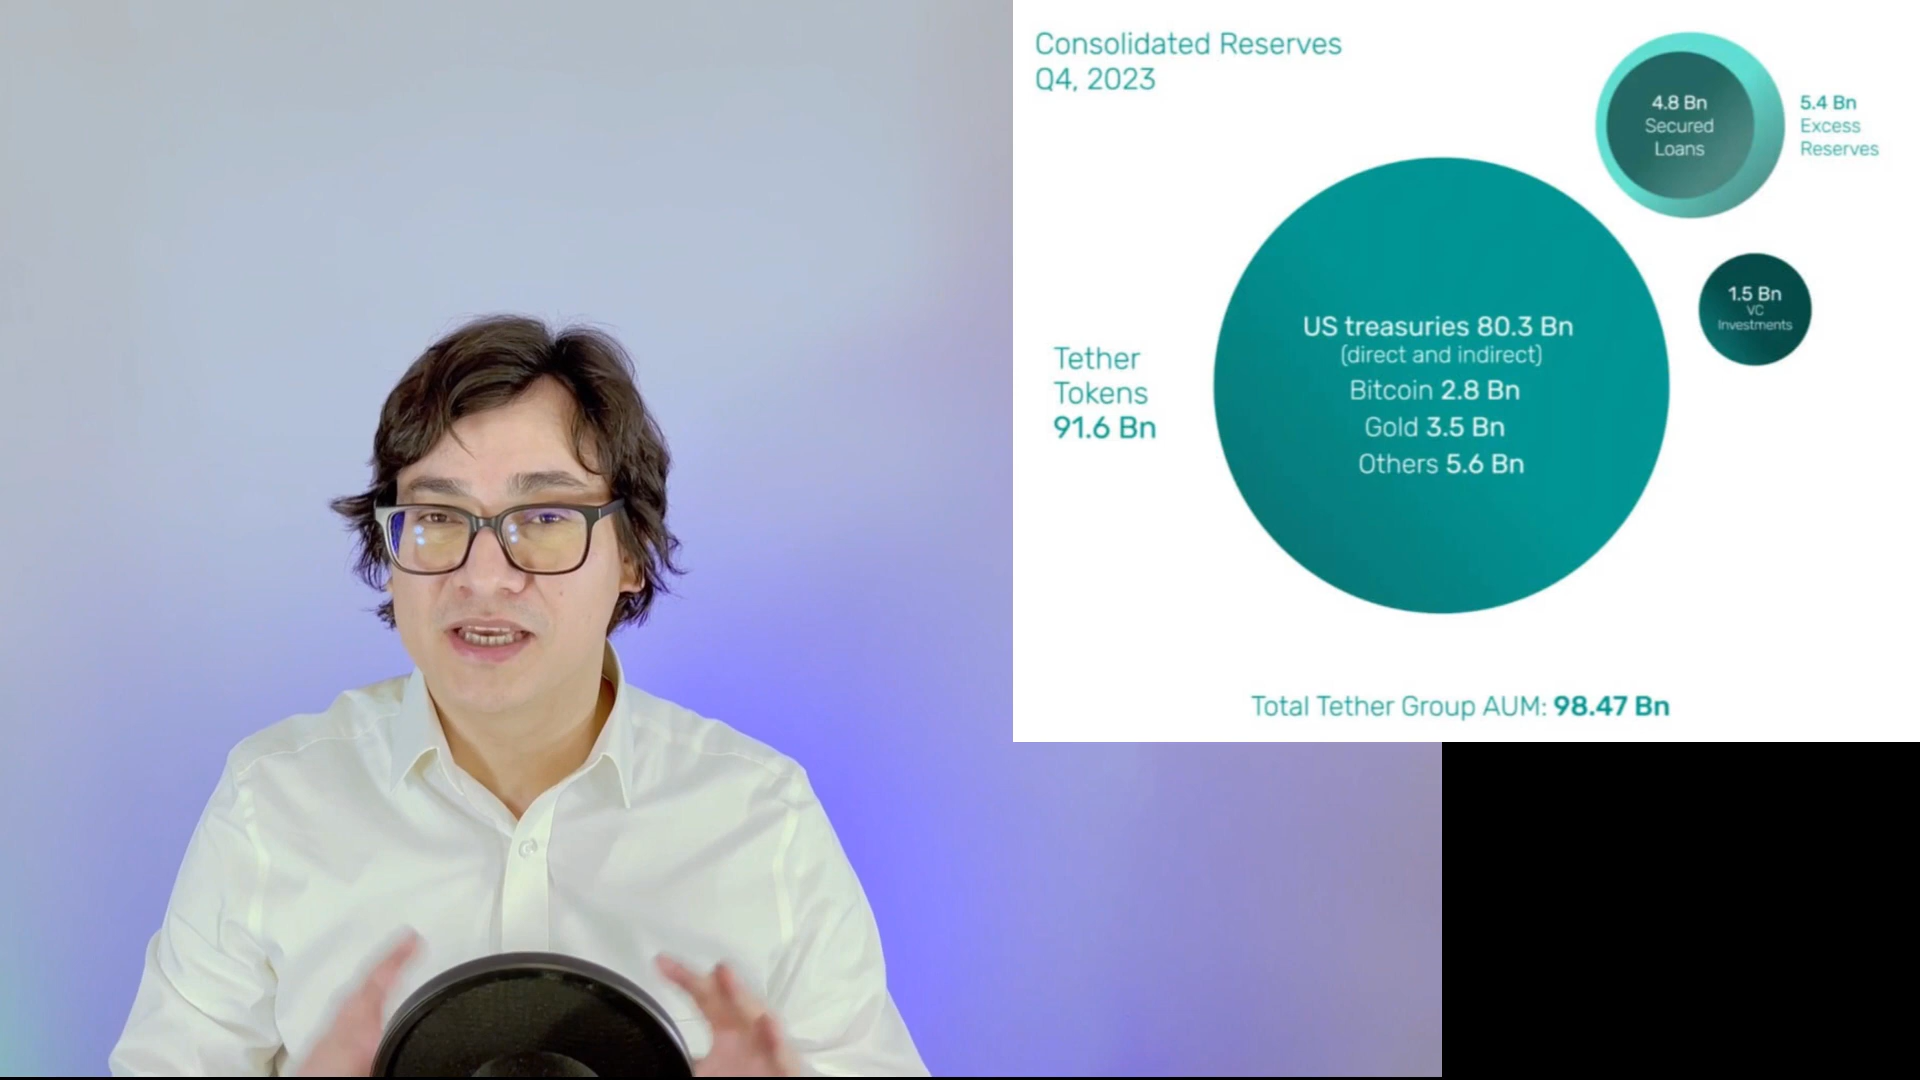 Consolidated Reserves
Q4, 2023
4.8 Bn
Secured
Loans
5.4 Bn
Excess
Reserves
1.5 Bn
VC
Investments
US treasuries 80.3 Bn
(direct and indirect)
Bitcoin 2.8 Bn
Gold 3.5 Bn
Others 5.6 Bn
Tether
Tokens
91.6 Bn
Total Tether Group AUM: 98.47 Bn